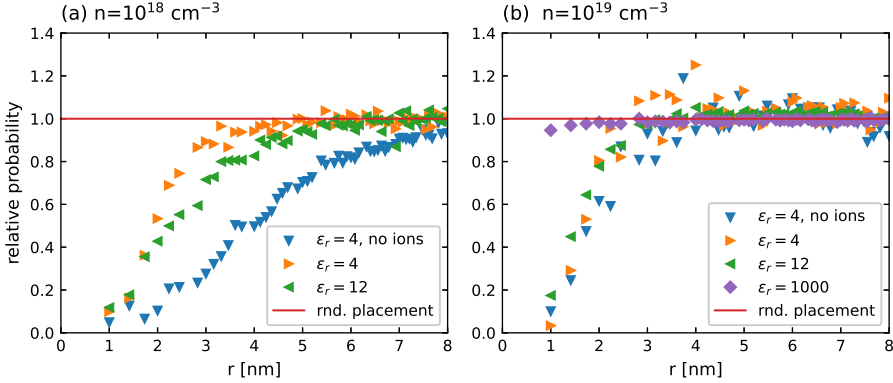 (a) n=10¹⁸ cm⁻³
relative probability
1.4
1.2
1.0
0.8
0.6
0.4
0.2
0.0
εᵣ = 4, no ions
εᵣ = 4
εᵣ = 12
rnd. placement
0 1 2 3 4 5 6 7 8
r [nm]
(b) n=10¹⁹ cm⁻³
1.4
1.2
1.0
0.8
0.6
0.4
0.2
0.0
εᵣ = 4, no ions
εᵣ = 4
εᵣ = 12
εᵣ = 1000
rnd. placement
0 1 2 3 4 5 6 7 8
r [nm]